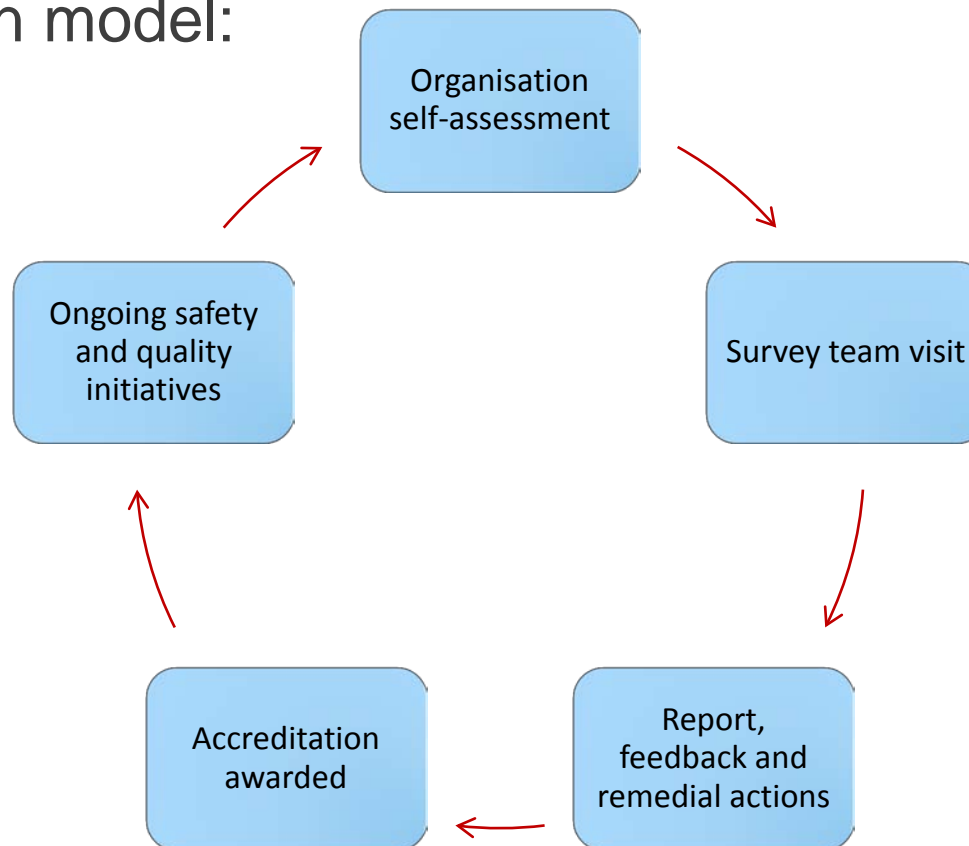 n model:
Organisation
self-assessment
Survey team visit
Report,
feedback and
remedial actions
Accreditation
awarded
Ongoing safety
and quality
initiatives